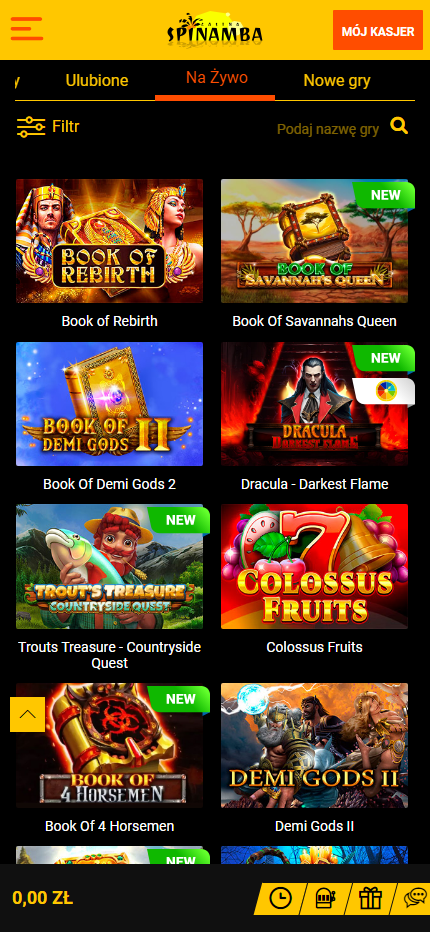 CASINO
SPINAMBA
MÓJ KASJER
y
Ulubione
Na Żywo
Nowe gry
Filtr
Podaj nazwę gry
BOOK OF
REBIRTH
Book of Rebirth
NEW
BOOK OF
SAVANNAH'S QUEEN
Book Of Savannahs Queen
BOOK OF
DEMI GODS II
Book Of Demi Gods 2
NEW
DRACULA
DARKEST FLAME
Dracula - Darkest Flame
NEW
TROUT'S TREASURE
COUNTRYSIDE QUEST
Trouts Treasure - Countryside
Quest
7
COLOSSUS
FRUITS
Colossus Fruits
NEW
BOOK OF
4 HORSEMEN
Book Of 4 Horsemen
DEMI GODS II
Demi Gods II
NEW
0,00 ZŁ